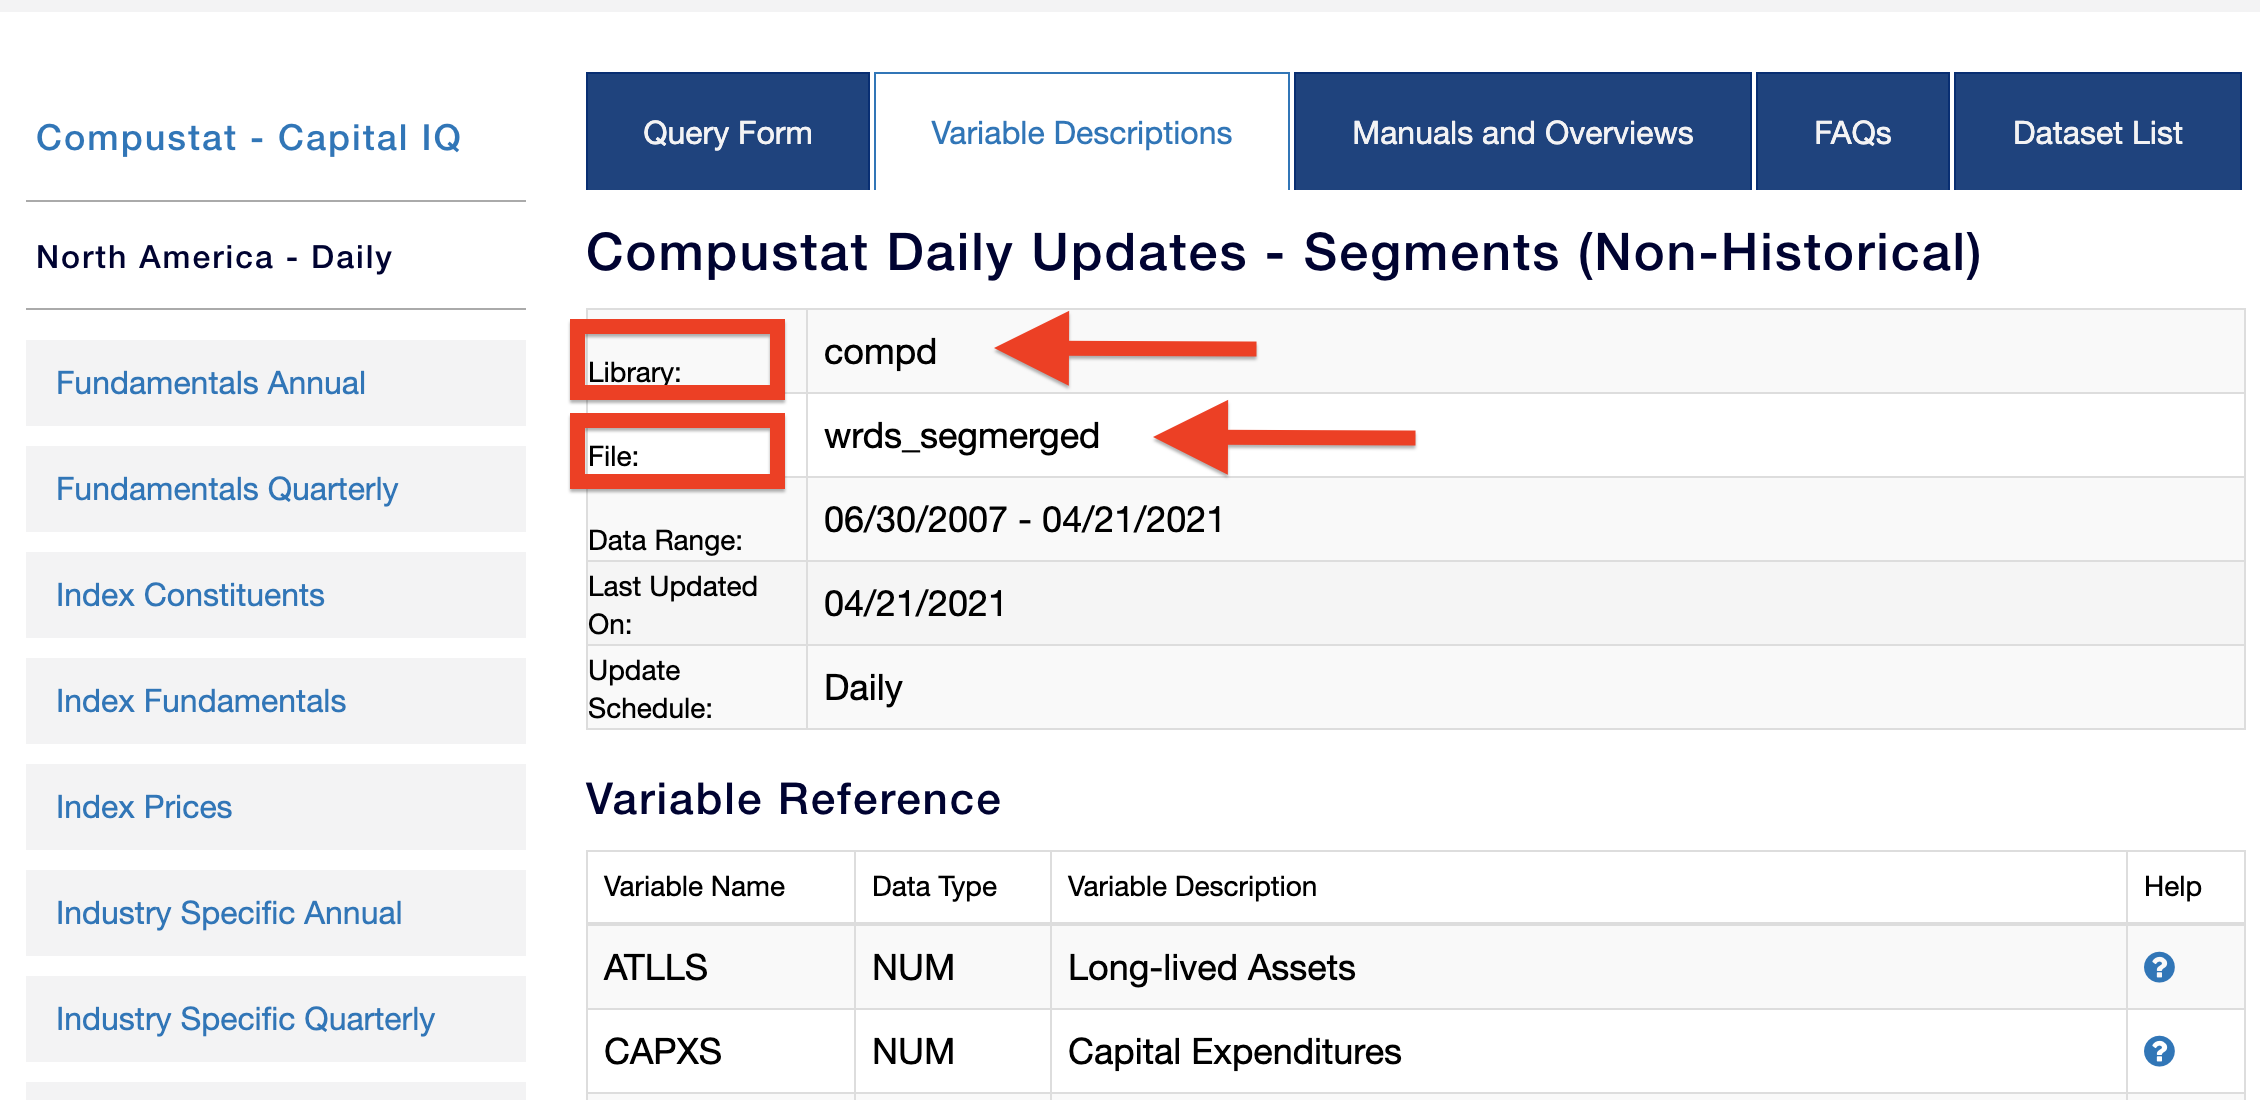 Compustat - Capital IQ
North America - Daily
Fundamentals Annual
Fundamentals Quarterly
Index Constituents
Index Fundamentals
Index Prices
Industry Specific Annual
Industry Specific Quarterly
Query Form
Variable Descriptions
Manuals and Overviews
FAQs
Dataset List
Compustat Daily Updates - Segments (Non-Historical)
Library: compd
File: wrds_segmerged
Data Range: 06/30/2007 - 04/21/2021
Last Updated
On: 04/21/2021
Update
Schedule: Daily
Variable Reference
Variable Name Data Type Variable Description Help
ATLLS NUM Long-lived Assets ?
CAPXS NUM Capital Expenditures ?